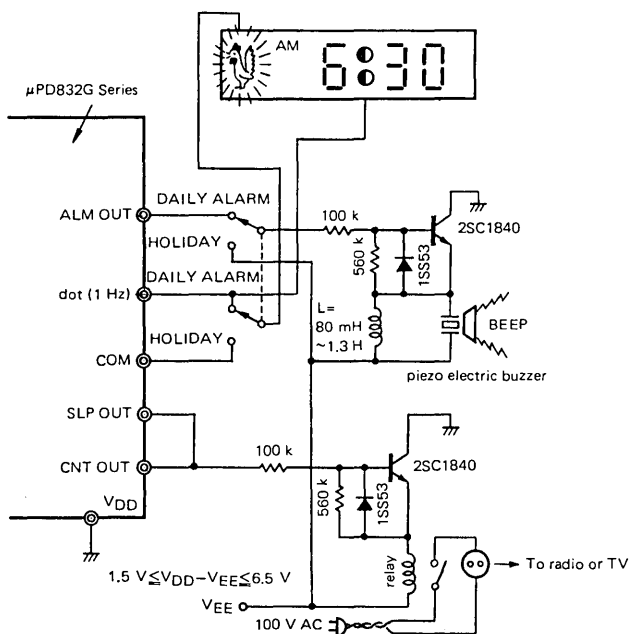 AM
6:30
μPD832G Series
DAILY ALARM
ALM OUT
100 k
2SC1840
HOLIDAY
560 k
1SS53
DAILY ALARM
dot (1 Hz)
L=
80 mH
~1.3 H
BEEP
HOLIDAY
COM
piezo electric buzzer
SLP OUT
100 k
2SC1840
CNT OUT
560 k
1SS53
VDD
relay
To radio or TV
1.5 V≦VDD–VEE≦6.5 V
VEE
100 V AC